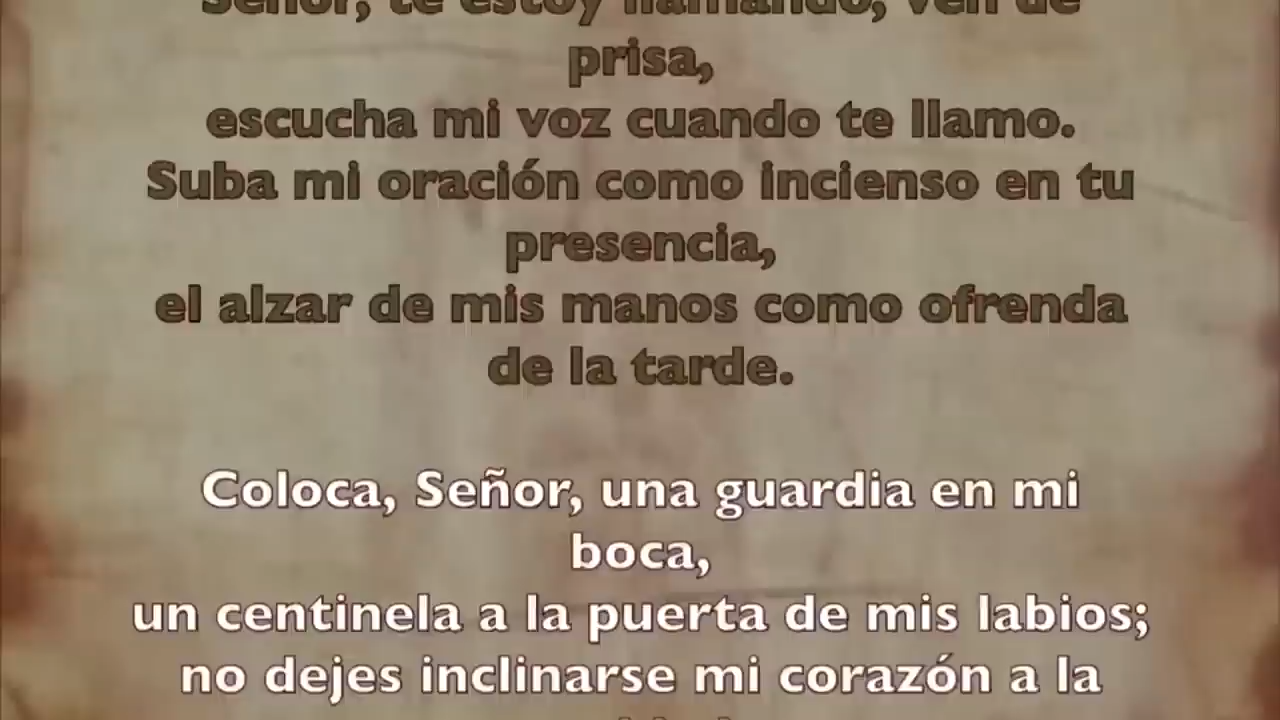 Señor, te estoy llamando, ven de
prisa,
escucha mi voz cuando te llamo.
Suba mi oración como incienso en tu
presencia,
el alzar de mis manos como ofrenda
de la tarde.
Coloca, Señor, una guardia en mi
boca,
un centinela a la puerta de mis labios;
no dejes inclinarse mi corazón a la